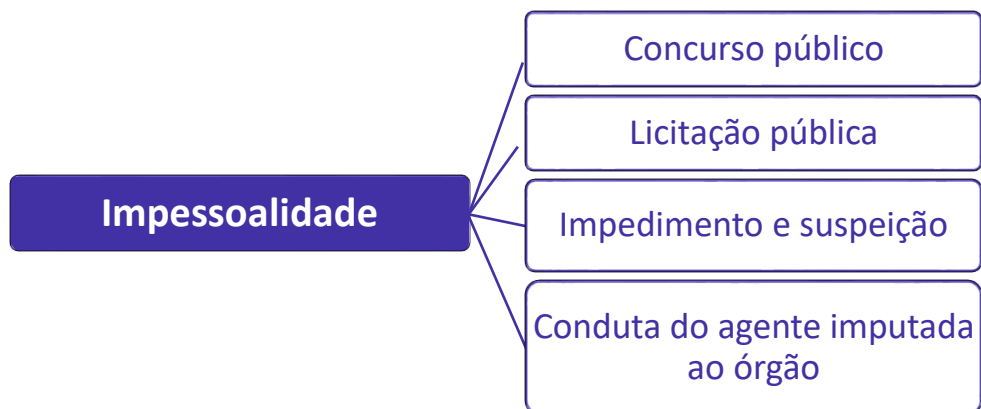 Concurso público
Licitação pública
Impessoalidade
Impedimento e suspeição
Conduta do agente imputada
ao órgão